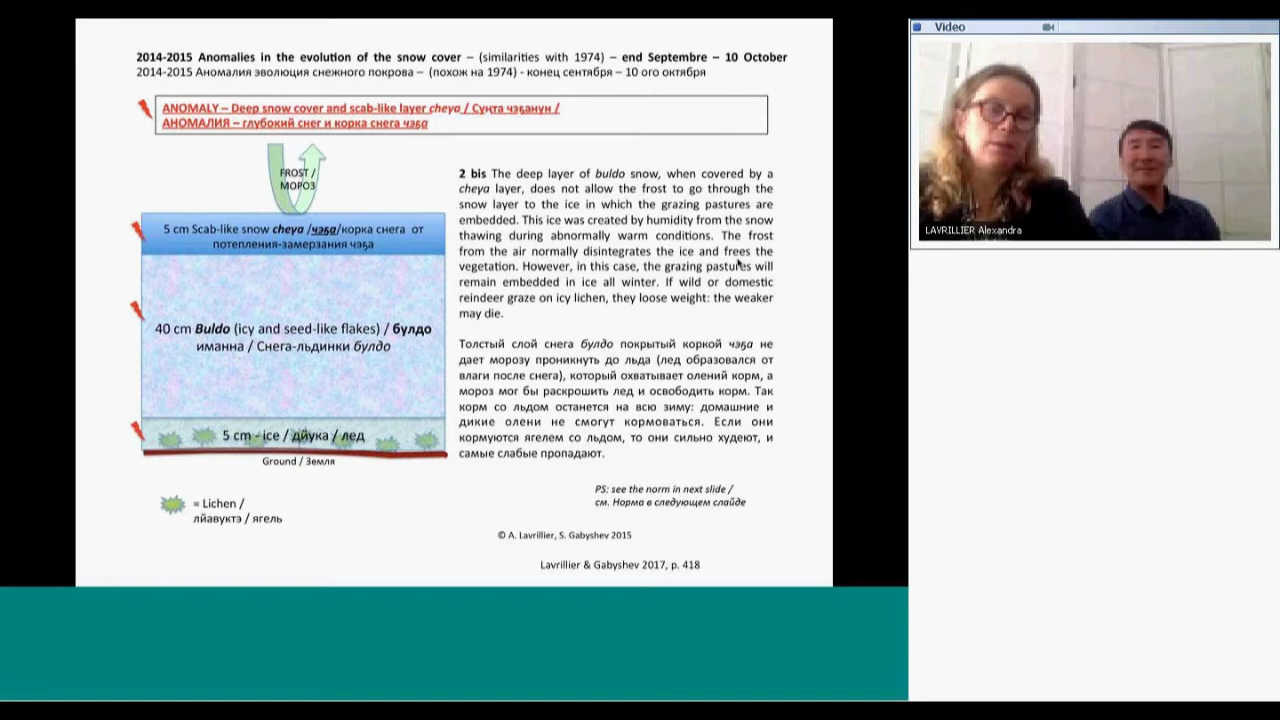 2014-2015 Anomalies in the evolution of the snow cover – (similarities with 1974) – end Septembre – 10 October
2014-2015 Аномалия эволюция снежного покрова – (похож на 1974) - конец сентября – 10 ого октября
ANOMALY – Deep snow cover and scab-like layer cheya / Суӈта чэҕанун /
АНОМАЛИЯ – глубокий снег и корка снега чэҕа
FROST /
МОРОЗ
5 cm Scab-like snow cheya /чэҕа/корка снега от
потепления-замерзания чэҕа
40 cm Buldo (icy and seed-like flakes) / булдо
иманна / Снега-льдинки булдо
5 cm - ice / дйука / лед
Ground / Земля
= Lichen /
лйавуктэ / ягель
2 bis The deep layer of buldo snow, when covered by a
cheya layer, does not allow the frost to go through the
snow layer to the ice in which the grazing pastures are
embedded. This ice was created by humidity from the snow
thawing during abnormally warm conditions. The frost
from the air normally disintegrates the ice and frees the
vegetation. However, in this case, the grazing pastures will
remain embedded in ice all winter. If wild or domestic
reindeer graze on icy lichen, they loose weight: the weaker
may die.
Толстый слой снега булдо покрытый коркой чэҕа не
дает морозу проникнуть до льда (лед образовался от
влаги после снега), который охватывает олений корм, а
мороз мог бы раскрошить лед и освободить корм. Так
корм со льдом останется на всю зиму: домашние и
дикие олени не смогут кормоваться. Если они
кормуются ягелем со льдом, то они сильно худеют, и
самые слабые пропадают.
PS: see the norm in next slide /
см. Норма в следующем слайде
© A. Lavrillier, S. Gabyshev 2015
Lavrillier & Gabyshev 2017, p. 418
Video
LAVRILLIER Alexandra